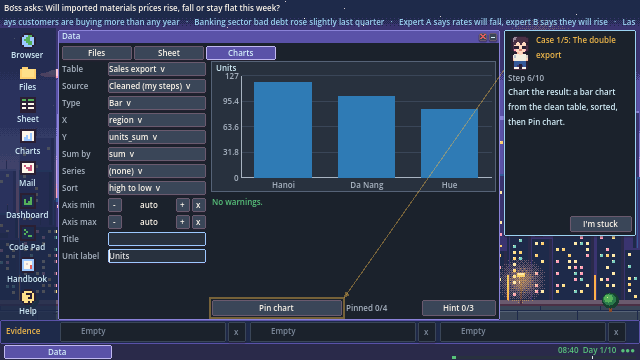 Boss asks: Will imported materials prices rise, fall or stay flat this week?
ays customers are buying more than any year · Banking sector bad debt rose slightly last quarter · Expert A says rates will fall, expert B says they will rise · Las
Data
Files
Sheet
Charts
Table
Sales export v
Source
Cleaned (my steps) v
Type
Bar v
X
region v
Y
units_sum v
Sum by
sum v
Series
(none) v
Sort
high to low v
Axis min
- auto + x
Axis max
- auto + x
Title
Unit label
Units
Units
127
95.4
63.6
31.8
0
Hanoi
Da Nang
Hue
No warnings.
Pin chart
Pinned 0/4
Hint 0/3
Case 1/5: The double
export
Step 6/10
Chart the result: a bar chart
from the clean table, sorted,
then Pin chart.
I'm stuck
Browser
Files
Sheet
Charts
Mail
Dashboard
Code Pad
Handbook
Help
Evidence
Empty
x
Empty
x
Empty
x
Data
08:40 Day 1/10